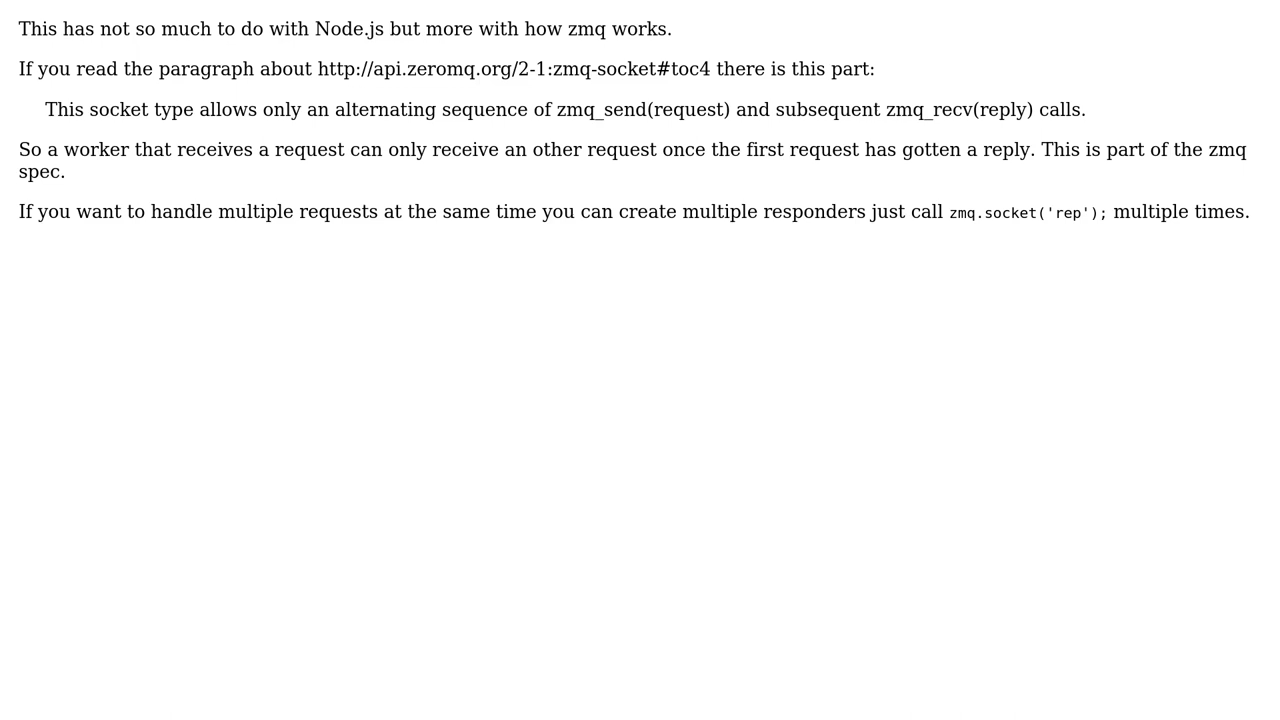 This has not so much to do with Node.js but more with how zmq works.
If you read the paragraph about http://api.zeromq.org/2-1:zmq-socket#toc4 there is this part:
This socket type allows only an alternating sequence of zmq_send(request) and subsequent zmq_recv(reply) calls.
So a worker that receives a request can only receive an other request once the first request has gotten a reply. This is part of the zmq
spec.
If you want to handle multiple requests at the same time you can create multiple responders just call zmq.socket('rep'); multiple times.